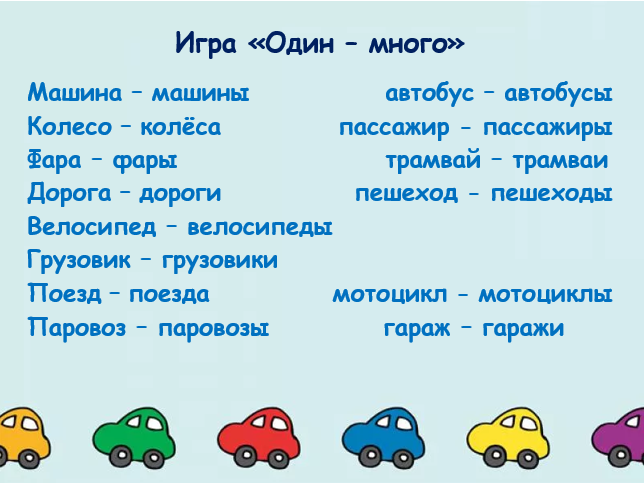 Игра «Один – много»
Машина – машины автобус – автобусы
Колесо – колёса пассажир - пассажиры
Фара – фары трамвай – трамваи
Дорога – дороги пешеход - пешеходы
Велосипед – велосипеды
Грузовик – грузовики
Поезд – поезда мотоцикл - мотоциклы
Паровоз – паровозы гараж – гаражи